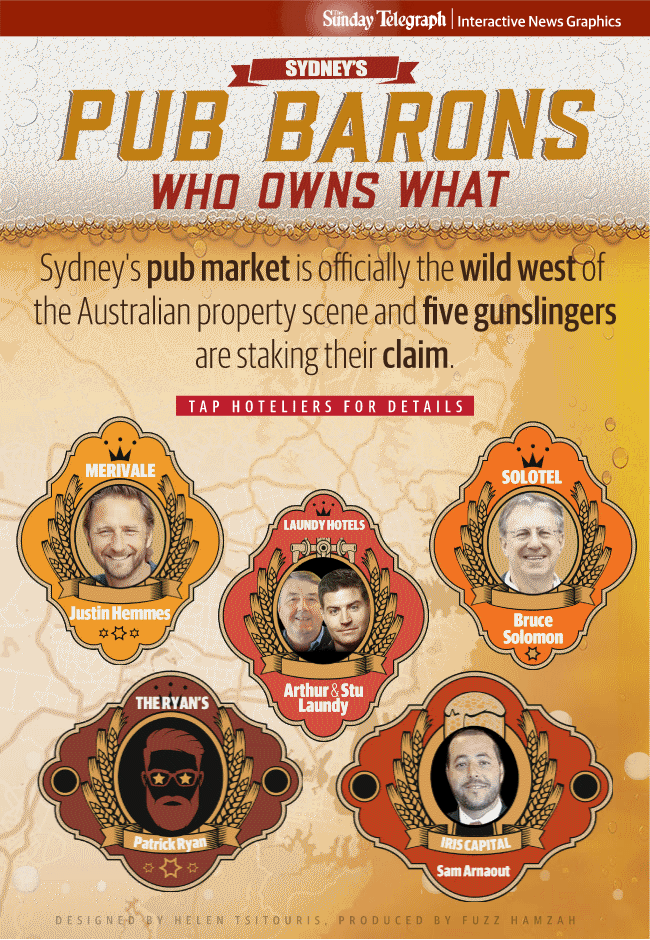 The Sunday Telegraph | Interactive News Graphics
SYDNEY'S
PUB BARONS
WHO OWNS WHAT
Sydney's pub market is officially the wild west of
the Australian property scene and five gunslingers
are staking their claim.
TAP HOTELIERS FOR DETAILS
MERIVALE
Justin Hemmes
LAUNDY HOTELS
Arthur & Stu
Laundy
SOLOTEL
Bruce
Solomon
THE RYAN'S
Patrick Ryan
IRIS CAPITAL
Sam Arnaout
DESIGNED BY HELEN TSITOURIS, PRODUCED BY FUZZ HAMZAH